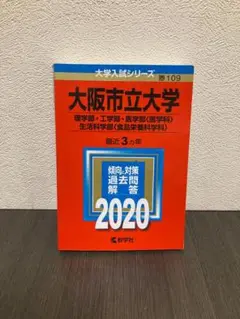 大学入試シリーズ
109
大阪市立大学
理学部・工学部・医学部〈医学科〉
生活科学部〈食品栄養科学科〉
最近3カ年
傾向と対策
過去問
解答
2020
教学社